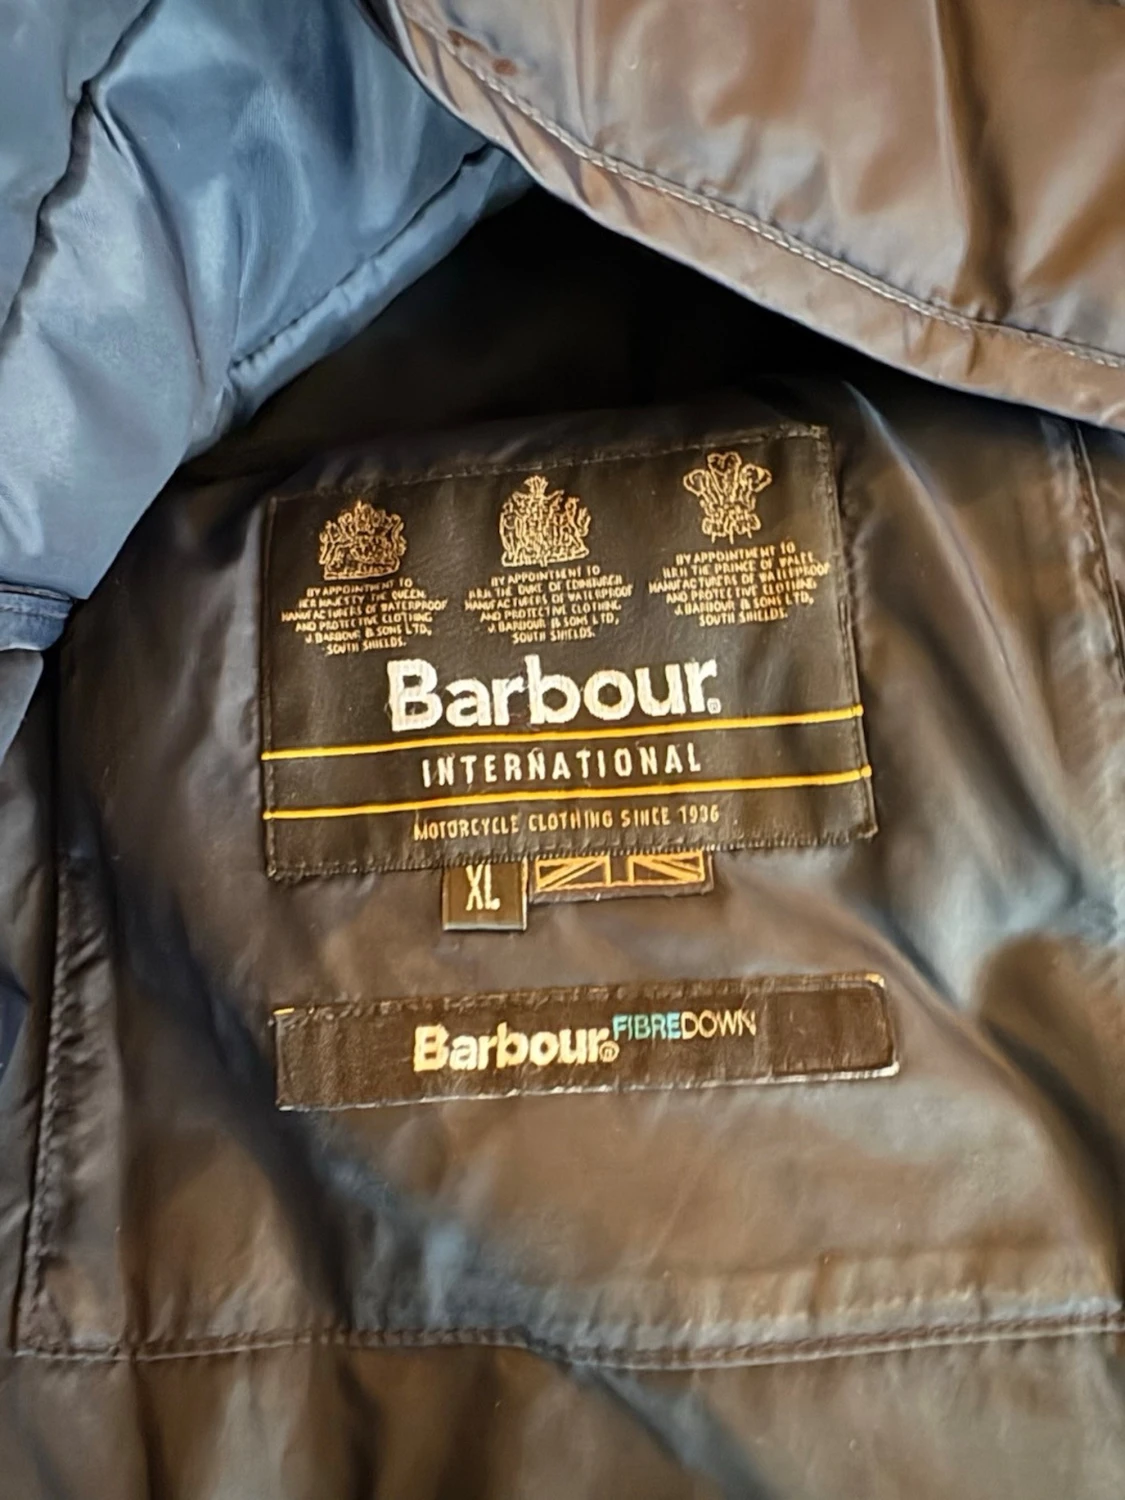 BY APPOINTMENT TO
HER MAJESTY THE QUEEN
MANUFACTURERS OF WATERPROOF
AND PROTECTIVE CLOTHING
J. BARBOUR & SONS LTD,
SOUTH SHIELDS.
BY APPOINTMENT TO
H.R.H. THE DUKE OF EDINBURGH
MANUFACTURERS OF WATERPROOF
AND PROTECTIVE CLOTHING
J. BARBOUR & SONS LTD,
SOUTH SHIELDS.
BY APPOINTMENT TO
H.R.H. THE PRINCE OF WALES
MANUFACTURERS OF WATERPROOF
AND PROTECTIVE CLOTHING
J. BARBOUR & SONS LTD,
SOUTH SHIELDS.
Barbour®
INTERNATIONAL
MOTORCYCLE CLOTHING SINCE 1936
XL
Barbour® FIBREDOWN